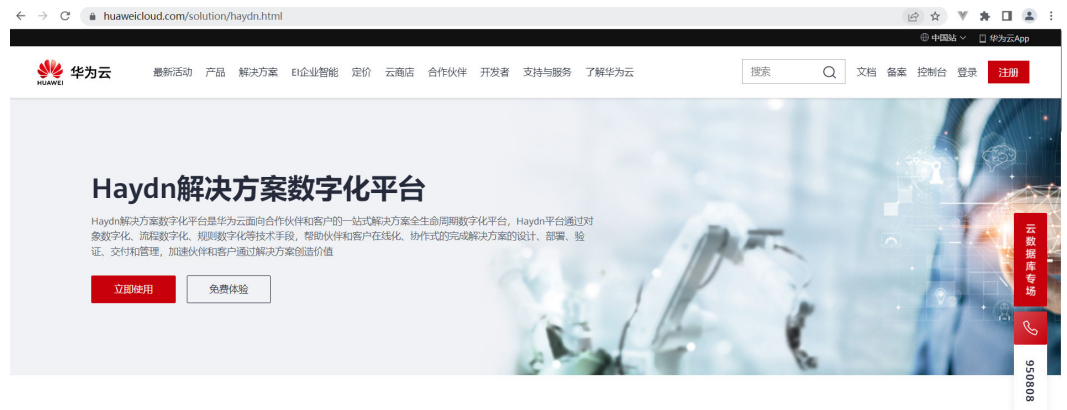 huaweicloud.com/solution/haydn.html
中国站 华为云App
HUAWEI 华为云 最新活动 产品 解决方案 EI企业智能 定价 云商店 合作伙伴 开发者 支持与服务 了解华为云 搜索 文档 备案 控制台 登录 注册
Haydn解决方案数字化平台
Haydn解决方案数字化平台是华为云面向合作伙伴和客户的一站式解决方案全生命周期数字化平台，Haydn平台通过对
象数字化、流程数字化、规则数字化等技术手段，帮助伙伴和客户在线化、协作式的完成解决方案的设计、部署、验
证、交付和管理，加速伙伴和客户通过解决方案创造价值
立即使用 免费体验
云数据库专场
950808